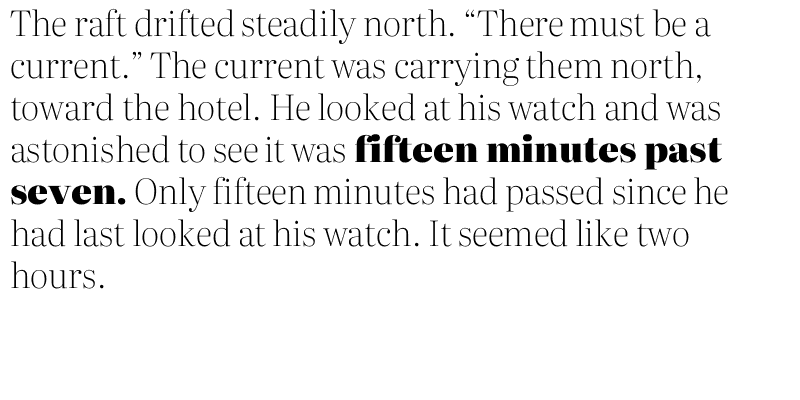 The raft drifted steadily north. “There must be a
current.” The current was carrying them north,
toward the hotel. He looked at his watch and was
astonished to see it was fifteen minutes past
seven. Only fifteen minutes had passed since he
had last looked at his watch. It seemed like two
hours.